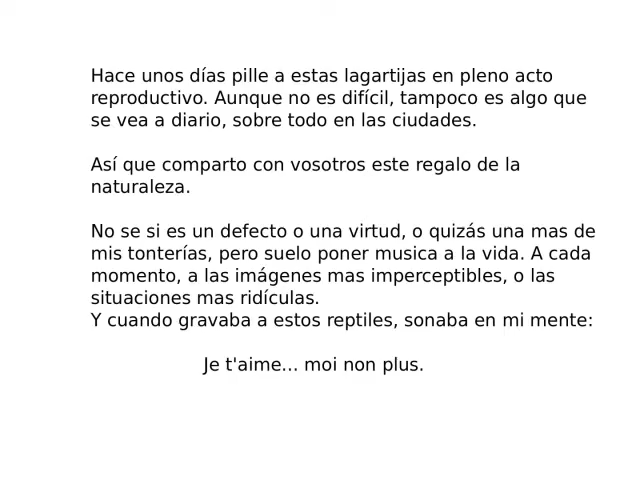 Hace unos días pille a estas lagartijas en pleno acto
reproductivo. Aunque no es difícil, tampoco es algo que
se vea a diario, sobre todo en las ciudades.
Así que comparto con vosotros este regalo de la
naturaleza.
No se si es un defecto o una virtud, o quizás una mas de
mis tonterías, pero suelo poner musica a la vida. A cada
momento, a las imágenes mas imperceptibles, o las
situaciones mas ridículas.
Y cuando gravaba a estos reptiles, sonaba en mi mente:
Je t'aime... moi non plus.